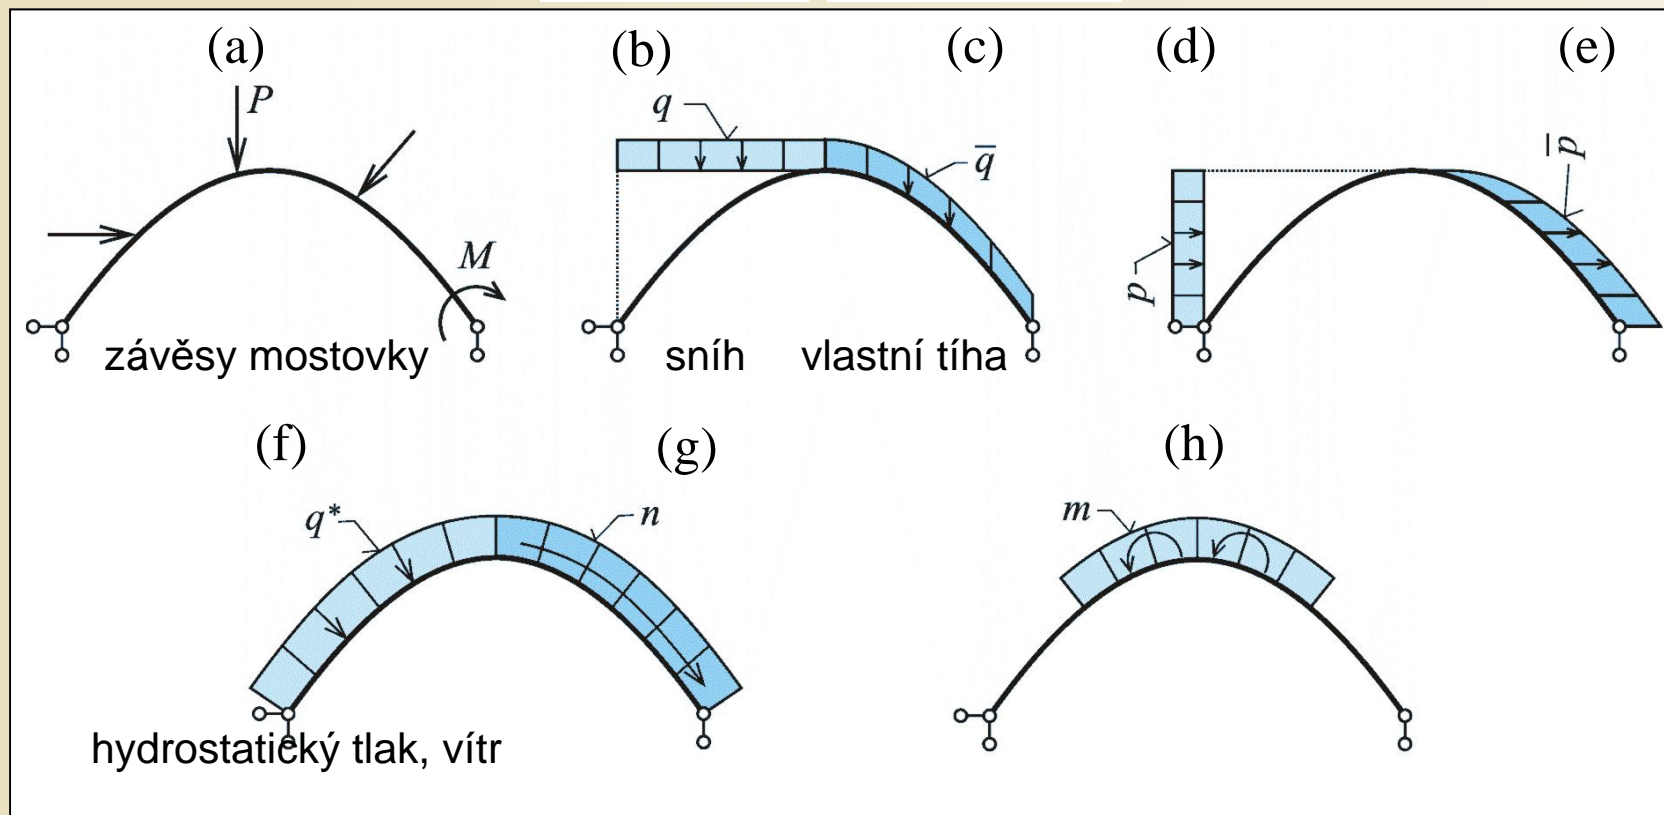 (a) (b) (c) (d) (e)
P q q̅ p p̅
M
závěsy mostovky sníh vlastní tíha
(f) (g) (h)
q* n m
hydrostatický tlak, vítr